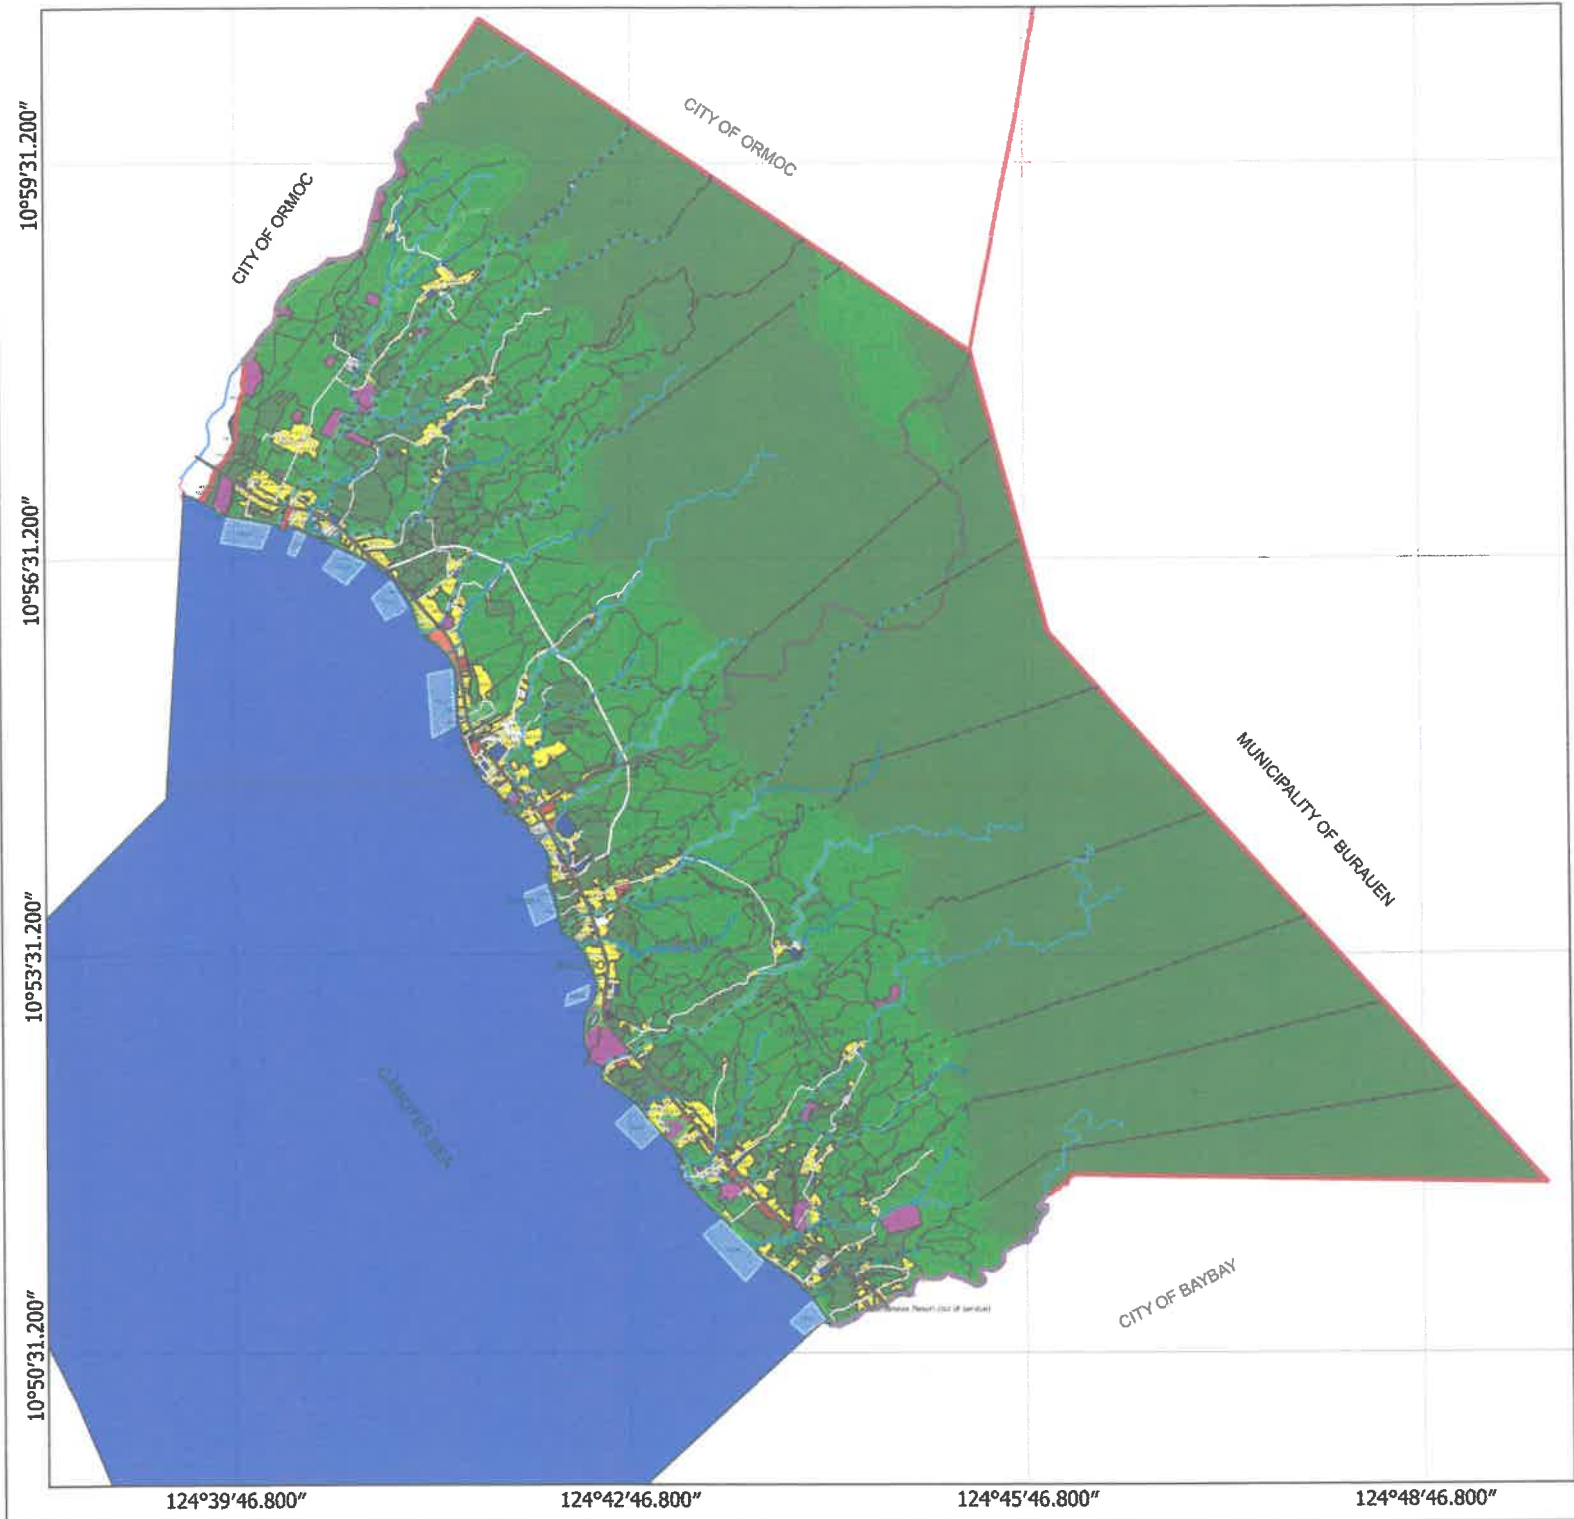 CITY OF ORMOC
CITY OF ORMOC
10°59'31.200"
10°56'31.200"
MUNICIPALITY OF BURAUEN
10°53'31.200"
CAMOTES SEA
CITY OF BAYBAY
10°50'31.200"
124°39'46.800"
124°42'46.800"
124°45'46.800"
124°48'46.800"